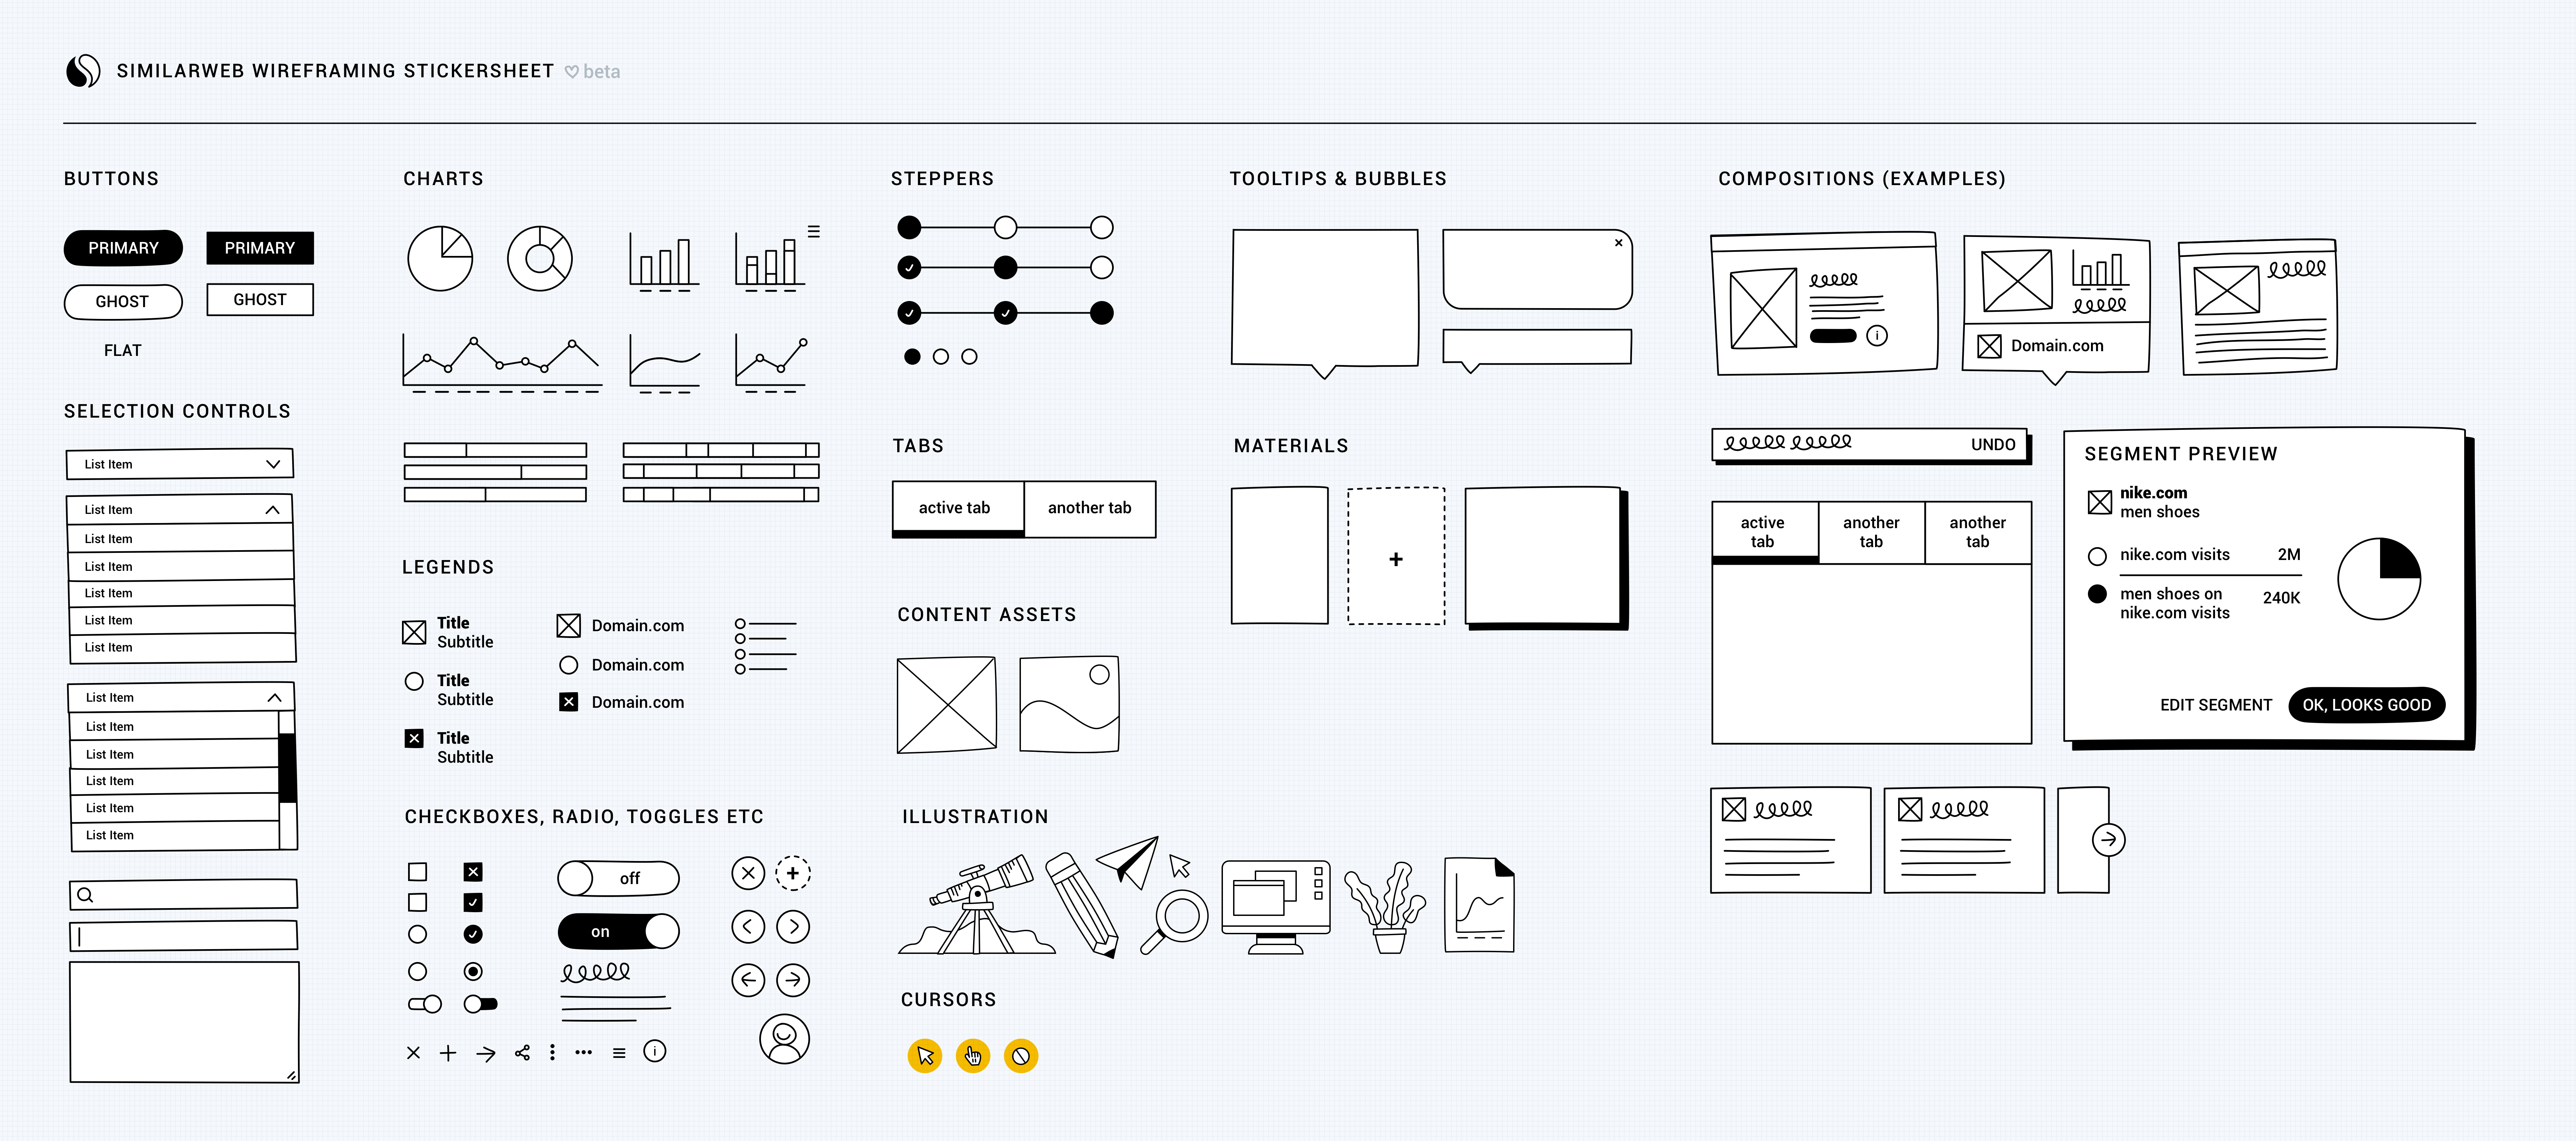 SIMILARWEB WIREFRAMING STICKERSHEET beta
BUTTONS
PRIMARY
PRIMARY
GHOST
GHOST
FLAT
SELECTION CONTROLS
List Item
List Item
List Item
List Item
List Item
List Item
List Item
List Item
List Item
List Item
List Item
List Item
List Item
CHARTS
LEGENDS
Title
Subtitle
Title
Subtitle
Title
Subtitle
Domain.com
Domain.com
Domain.com
CHECKBOXES, RADIO, TOGGLES ETC
off
on
i
STEPPERS
TABS
active tab
another tab
CONTENT ASSETS
ILLUSTRATION
CURSORS
TOOLTIPS & BUBBLES
MATERIALS
COMPOSITIONS (EXAMPLES)
i
Domain.com
UNDO
active
tab
another
tab
another
tab
SEGMENT PREVIEW
nike.com
men shoes
nike.com visits 2M
men shoes on
nike.com visits
240K
EDIT SEGMENT
OK, LOOKS GOOD